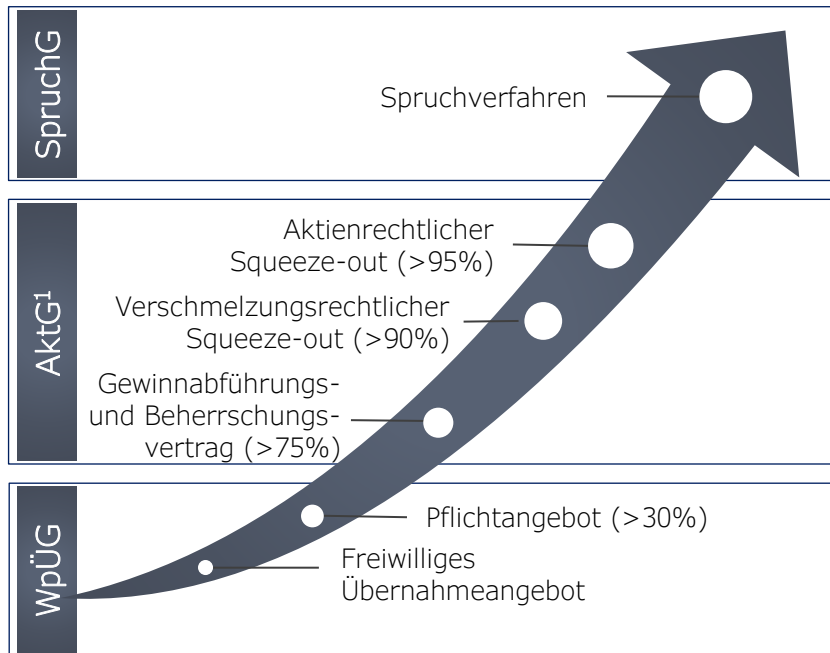 SpruchG
Spruchverfahren
AktG¹
Aktienrechtlicher
Squeeze-out (>95%)
Verschmelzungsrechtlicher
Squeeze-out (>90%)
Gewinnabführungs-
und Beherrschungs-
vertrag (>75%)
WpÜG
Pflichtangebot (>30%)
Freiwilliges
Übernahmeangebot